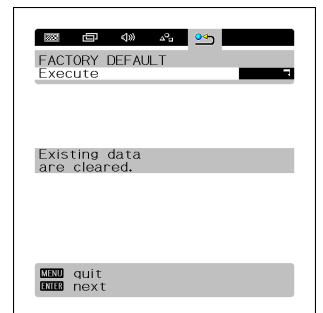 FACTORY DEFAULT
Execute
Existing data
are cleared.
MENU quit
ENTER next